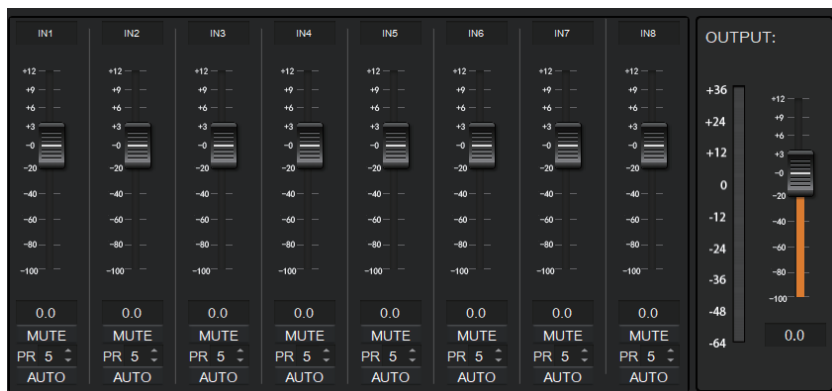 IN1 IN2 IN3 IN4 IN5 IN6 IN7 IN8
+12 +12 +12 +12 +12 +12 +12 +12
+9 +9 +9 +9 +9 +9 +9 +9
+6 +6 +6 +6 +6 +6 +6 +6
+3 +3 +3 +3 +3 +3 +3 +3
-0 -0 -0 -0 -0 -0 -0 -0
-20 -20 -20 -20 -20 -20 -20 -20
-40 -40 -40 -40 -40 -40 -40 -40
-60 -60 -60 -60 -60 -60 -60 -60
-80 -80 -80 -80 -80 -80 -80 -80
-100 -100 -100 -100 -100 -100 -100 -100
0.0 0.0 0.0 0.0 0.0 0.0 0.0 0.0
MUTE MUTE MUTE MUTE MUTE MUTE MUTE MUTE
PR 5 PR 5 PR 5 PR 5 PR 5 PR 5 PR 5 PR 5
AUTO AUTO AUTO AUTO AUTO AUTO AUTO AUTO
OUTPUT:
+36
+24
+12
0
-12
-24
-36
-48
-64
+12
+9
+6
+3
-0
-20
-40
-60
-80
-100
0.0